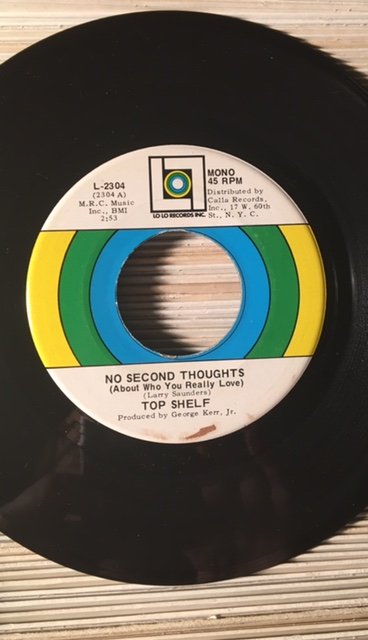 L-2304
(2304 A)
M.R.C. Music
Inc., BMI
2:53
LO LO RECORDS INC.
MONO
45 RPM
Distributed by
Calla Records,
Inc., 17 W. 60th
St., N. Y. C.
NO SECOND THOUGHTS
(About Who You Really Love)
(Larry Saunders)
TOP SHELF
Produced by George Kerr, Jr.